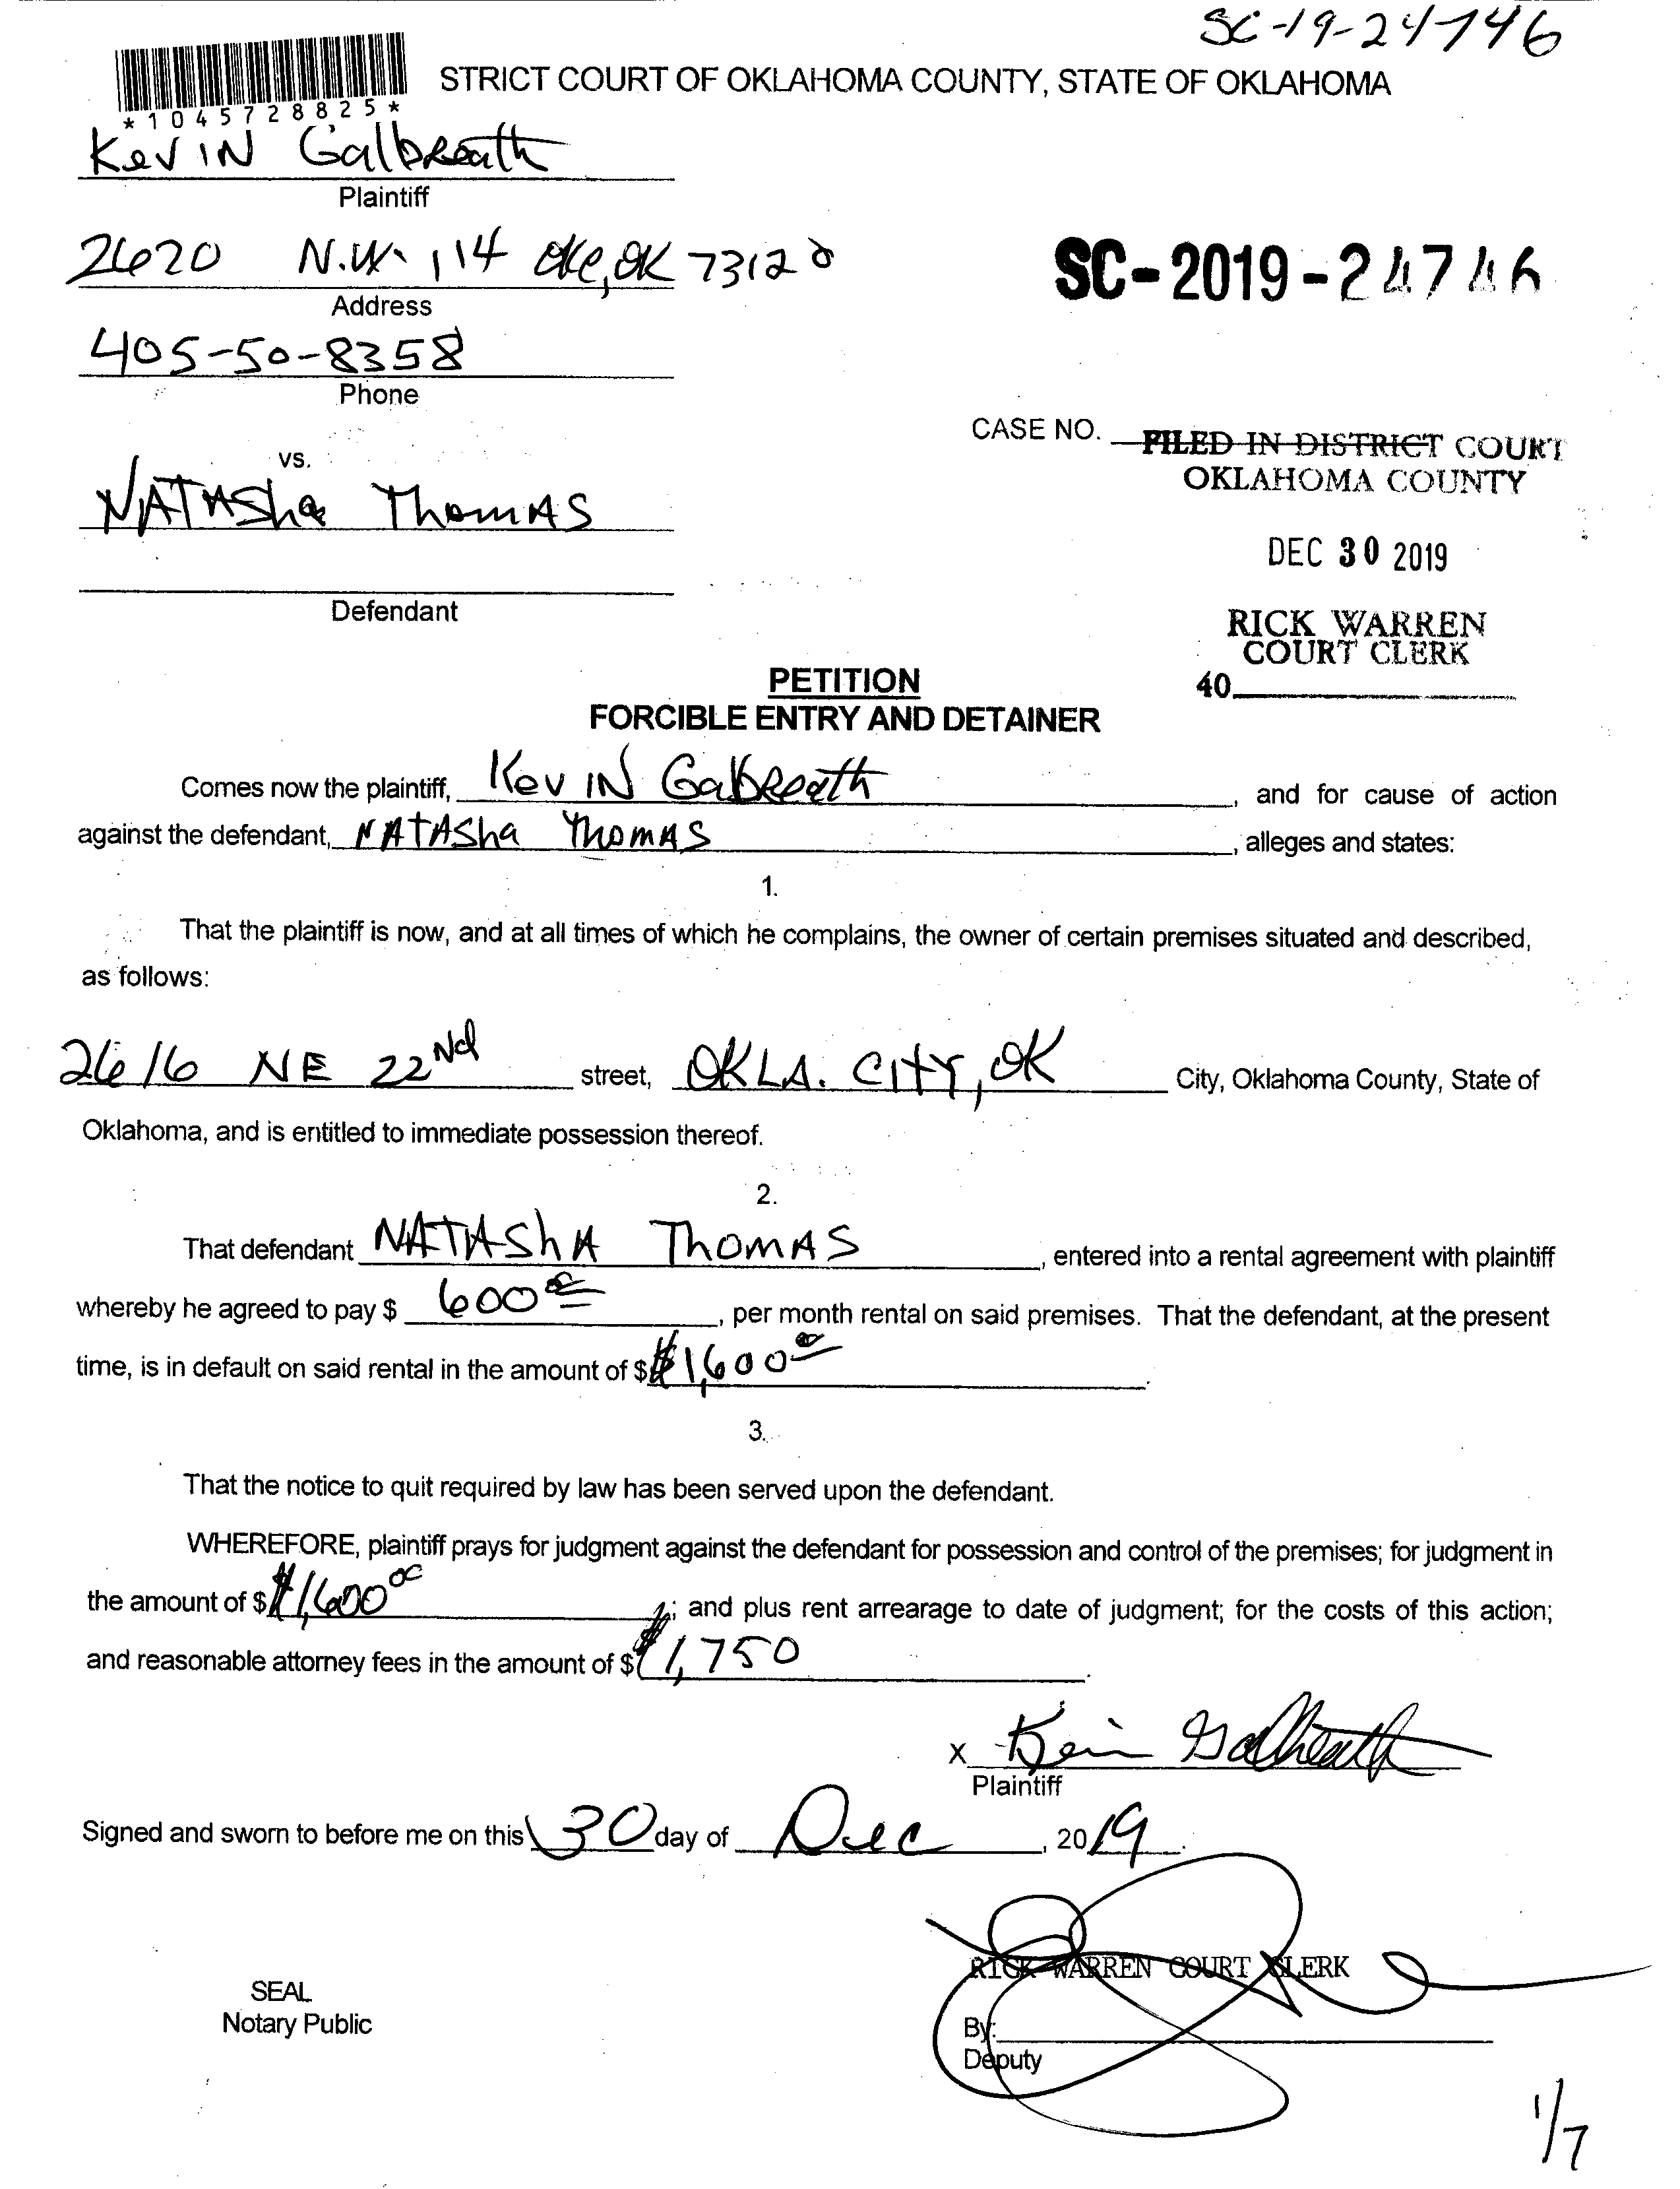 SC-19-24746
*1045728825*
STRICT COURT OF OKLAHOMA COUNTY, STATE OF OKLAHOMA
KevIN Galbreath
Plaintiff
2620 N.W. 114 OKC, OK 73120
Address
SC-2019-24746
405-50-8358
Phone
CASE NO. FILED IN DISTRICT COURT
OKLAHOMA COUNTY
vs.
NATAsha ThomAS
DEC 30 2019
Defendant
RICK WARREN
COURT CLERK
40
PETITION
FORCIBLE ENTRY AND DETAINER
Comes now the plaintiff, KevIN GalbReath, and for cause of action
against the defendant, NATASha ThomAS, alleges and states:
1.
That the plaintiff is now, and at all times of which he complains, the owner of certain premises situated and described,
as follows:
2616 NE 22Nd street, OKLA. CITY, OK City, Oklahoma County, State of
Oklahoma, and is entitled to immediate possession thereof.
2.
That defendant NATAShA ThomAS, entered into a rental agreement with plaintiff
whereby he agreed to pay $ 600 00, per month rental on said premises. That the defendant, at the present
time, is in default on said rental in the amount of $ $1,600 00.
3.
That the notice to quit required by law has been served upon the defendant.
WHEREFORE, plaintiff prays for judgment against the defendant for possession and control of the premises; for judgment in
the amount of $ $1,600 00; and plus rent arrearage to date of judgment; for the costs of this action;
and reasonable attorney fees in the amount of $ 1,750.
x Kevin Galbreath
Plaintiff
Signed and sworn to before me on this 30 day of Dec, 2019.
RICK WARREN COURT CLERK
SEAL
Notary Public
By:
Deputy
1/7